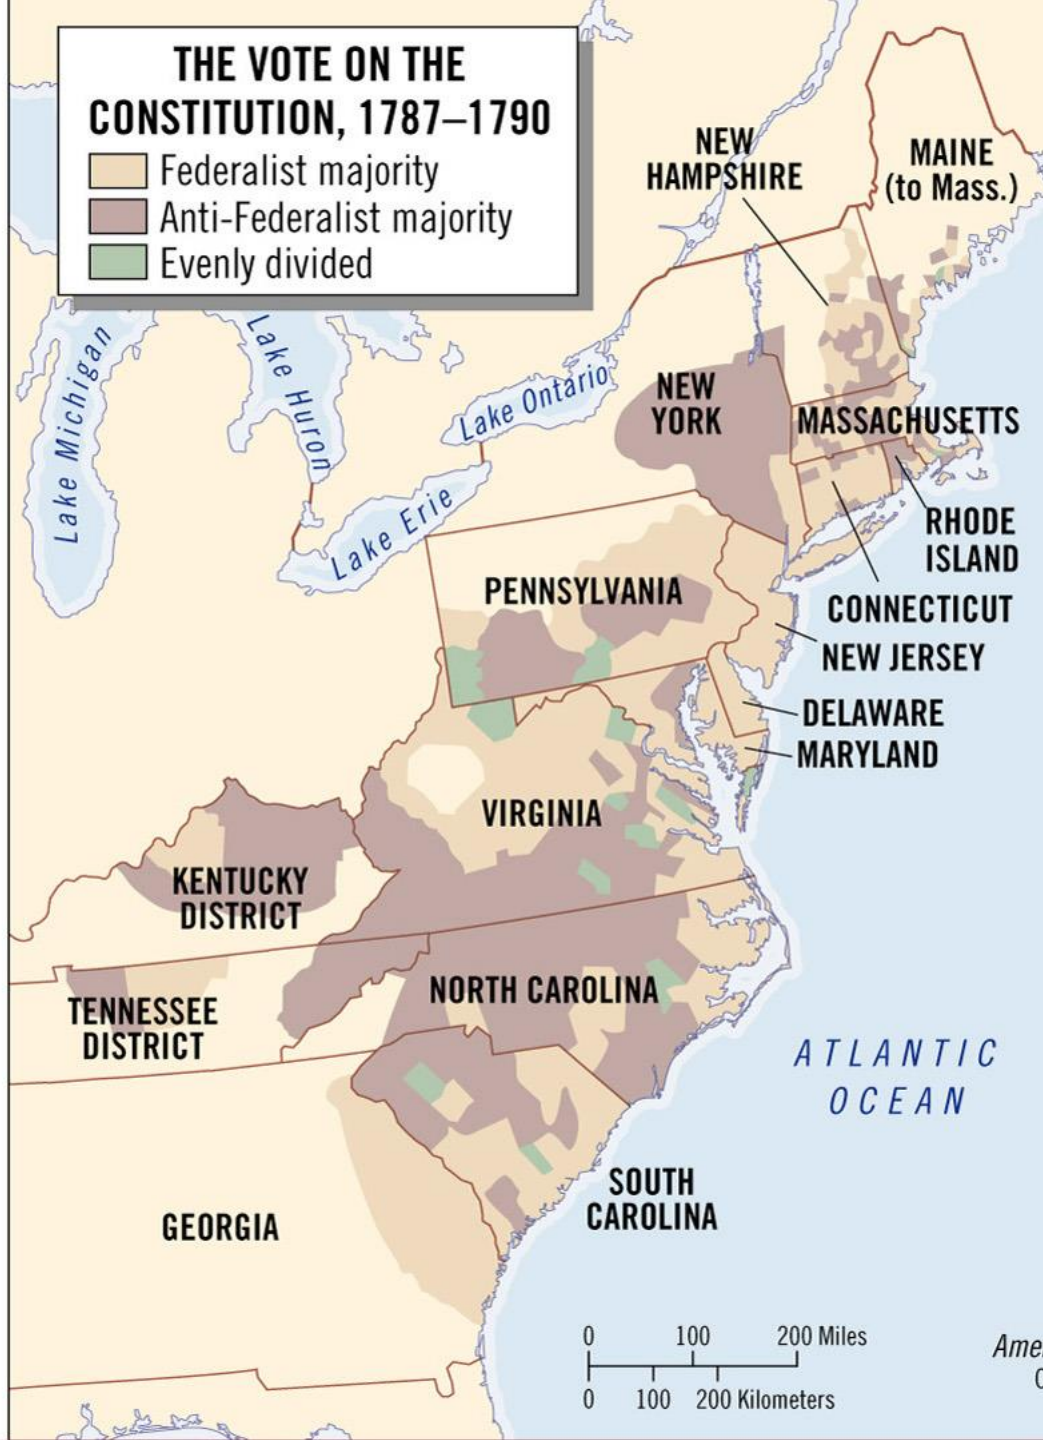 THE VOTE ON THE
CONSTITUTION, 1787–1790
Federalist majority
Anti-Federalist majority
Evenly divided
NEW
HAMPSHIRE
MAINE
(to Mass.)
Lake Michigan
Lake Huron
Lake Ontario
Lake Erie
NEW
YORK
MASSACHUSETTS
RHODE
ISLAND
CONNECTICUT
PENNSYLVANIA
NEW JERSEY
DELAWARE
MARYLAND
VIRGINIA
KENTUCKY
DISTRICT
NORTH CAROLINA
TENNESSEE
DISTRICT
ATLANTIC
OCEAN
SOUTH
CAROLINA
GEORGIA
0 100 200 Miles
0 100 200 Kilometers